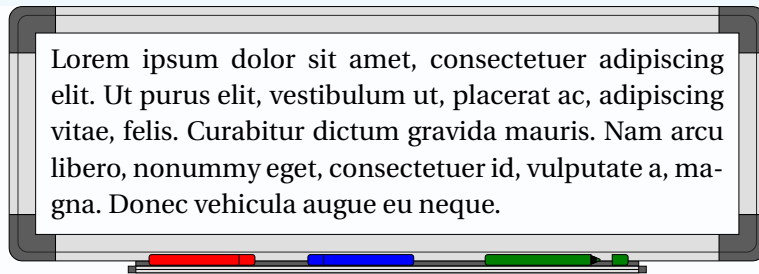 Lorem ipsum dolor sit amet, consectetuer adipiscing
elit. Ut purus elit, vestibulum ut, placerat ac, adipiscing
vitae, felis. Curabitur dictum gravida mauris. Nam arcu
libero, nonummy eget, consectetuer id, vulputate a, ma-
gna. Donec vehicula augue eu neque.